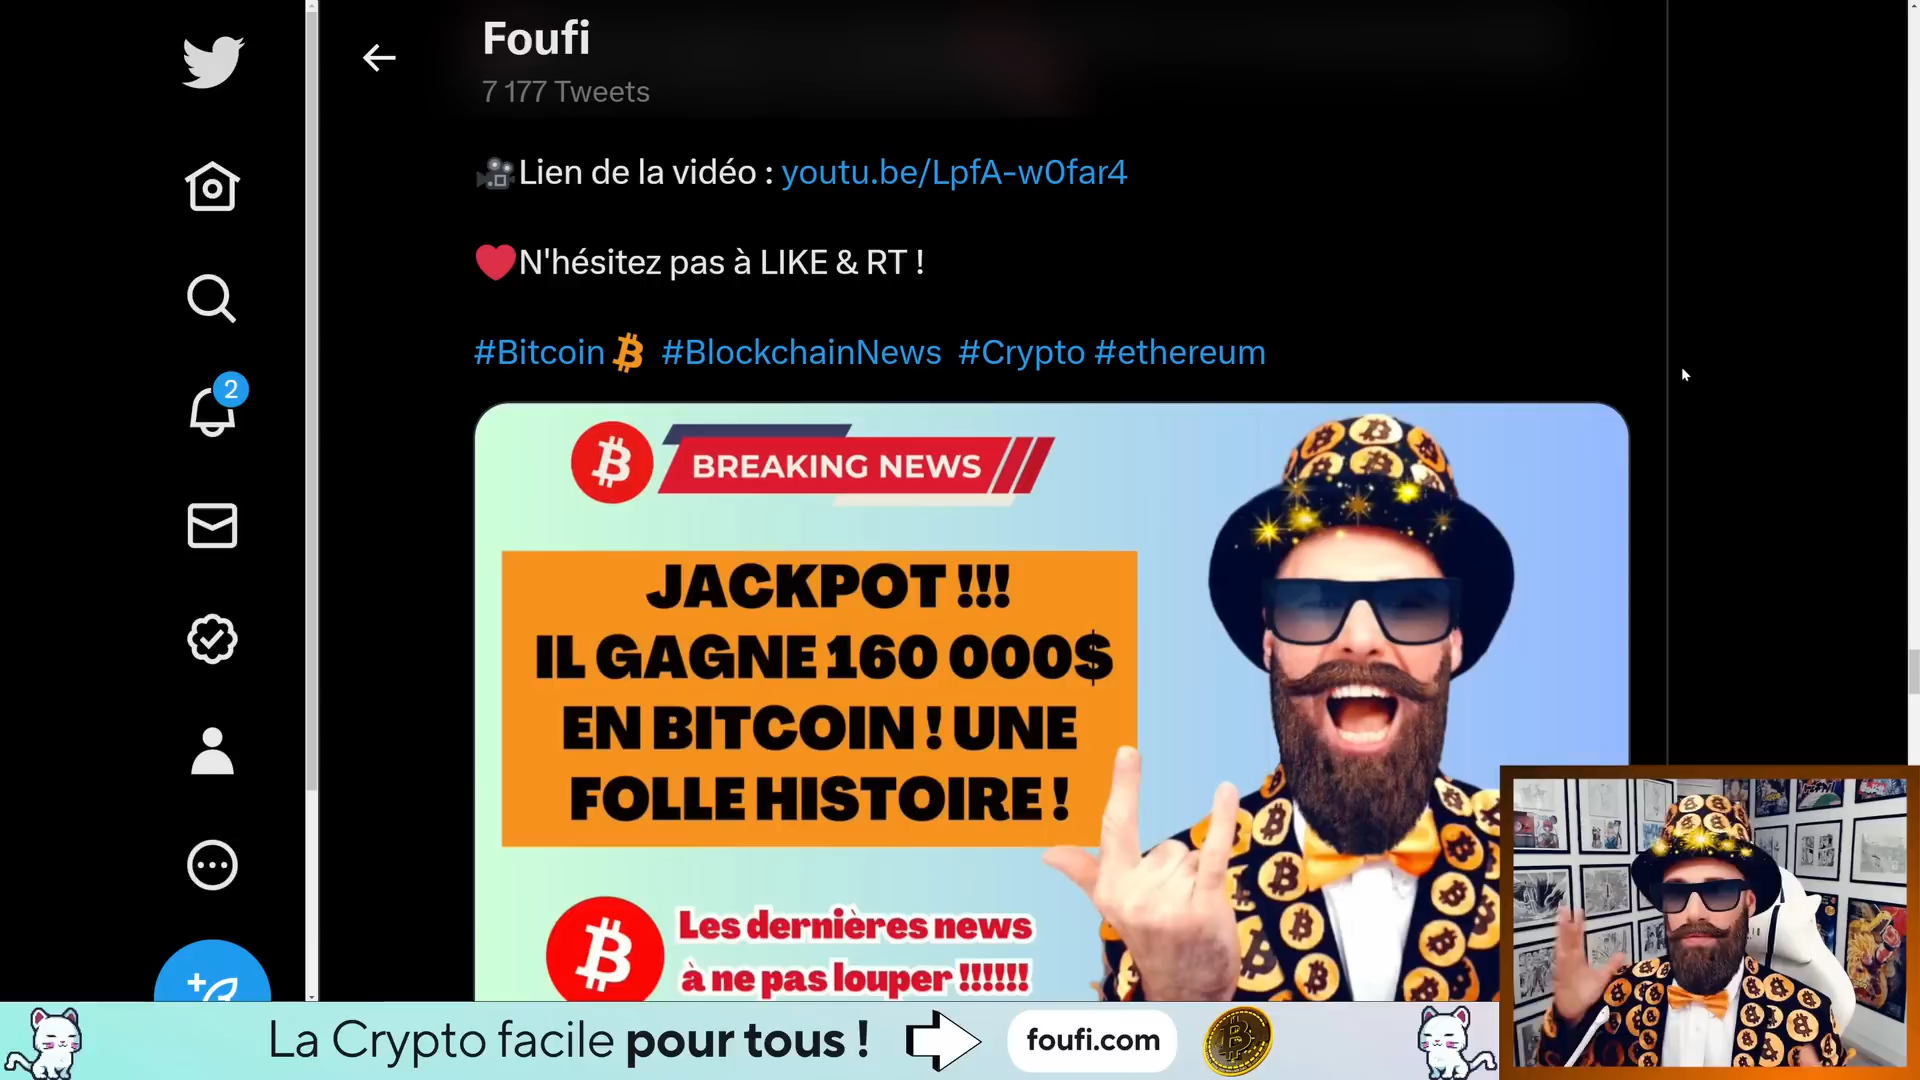 Foufi
7 177 Tweets
Lien de la vidéo : youtu.be/LpfA-w0far4
N'hésitez pas à LIKE & RT !
#Bitcoin #BlockchainNews #Crypto #ethereum
2
BREAKING NEWS
JACKPOT !!!
IL GAGNE 160 000$
EN BITCOIN ! UNE
FOLLE HISTOIRE !
Les dernières news
à ne pas louper !!!!!!
La Crypto facile pour tous !
foufi.com